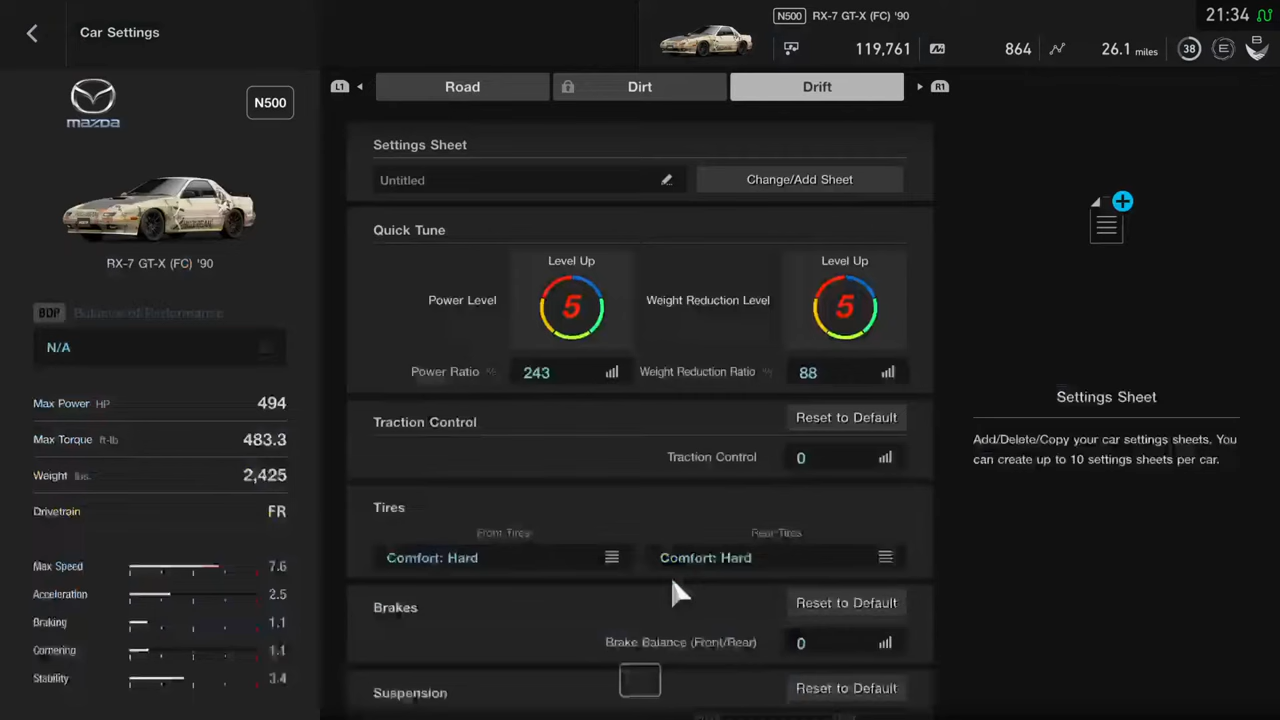 Car Settings
N500 RX-7 GT-X (FC) '90
21:34
119,761 864 26.1 miles 38 E B
mazda
N500
RX-7 GT-X (FC) '90
BOP Balance of Performance
N/A
Max Power HP 494
Max Torque ft-lb 483.3
Weight lbs. 2,425
Drivetrain FR
Max Speed 7.6
Acceleration 2.5
Braking 1.1
Cornering 1.1
Stability 3.4
L1 Road Dirt Drift R1
Settings Sheet
Untitled Change/Add Sheet
Quick Tune
Level Up Level Up
Power Level 5 Weight Reduction Level 5
Power Ratio % 243 Weight Reduction Ratio % 88
Traction Control Reset to Default
Traction Control 0
Tires
Front Tires Rear Tires
Comfort: Hard Comfort: Hard
Brakes Reset to Default
Brake Balance (Front/Rear) 0
Suspension Reset to Default
Settings Sheet
Add/Delete/Copy your car settings sheets. You
can create up to 10 settings sheets per car.